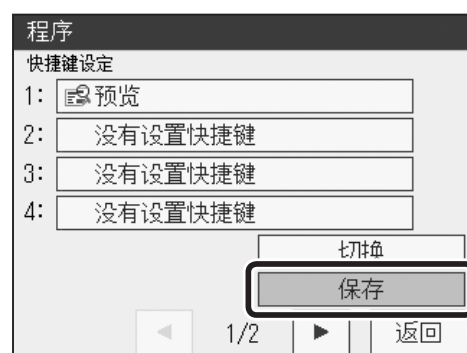 程序
快捷键设定
1: 预览
2: 没有设置快捷键
3: 没有设置快捷键
4: 没有设置快捷键
切换
保存
1/2 返回